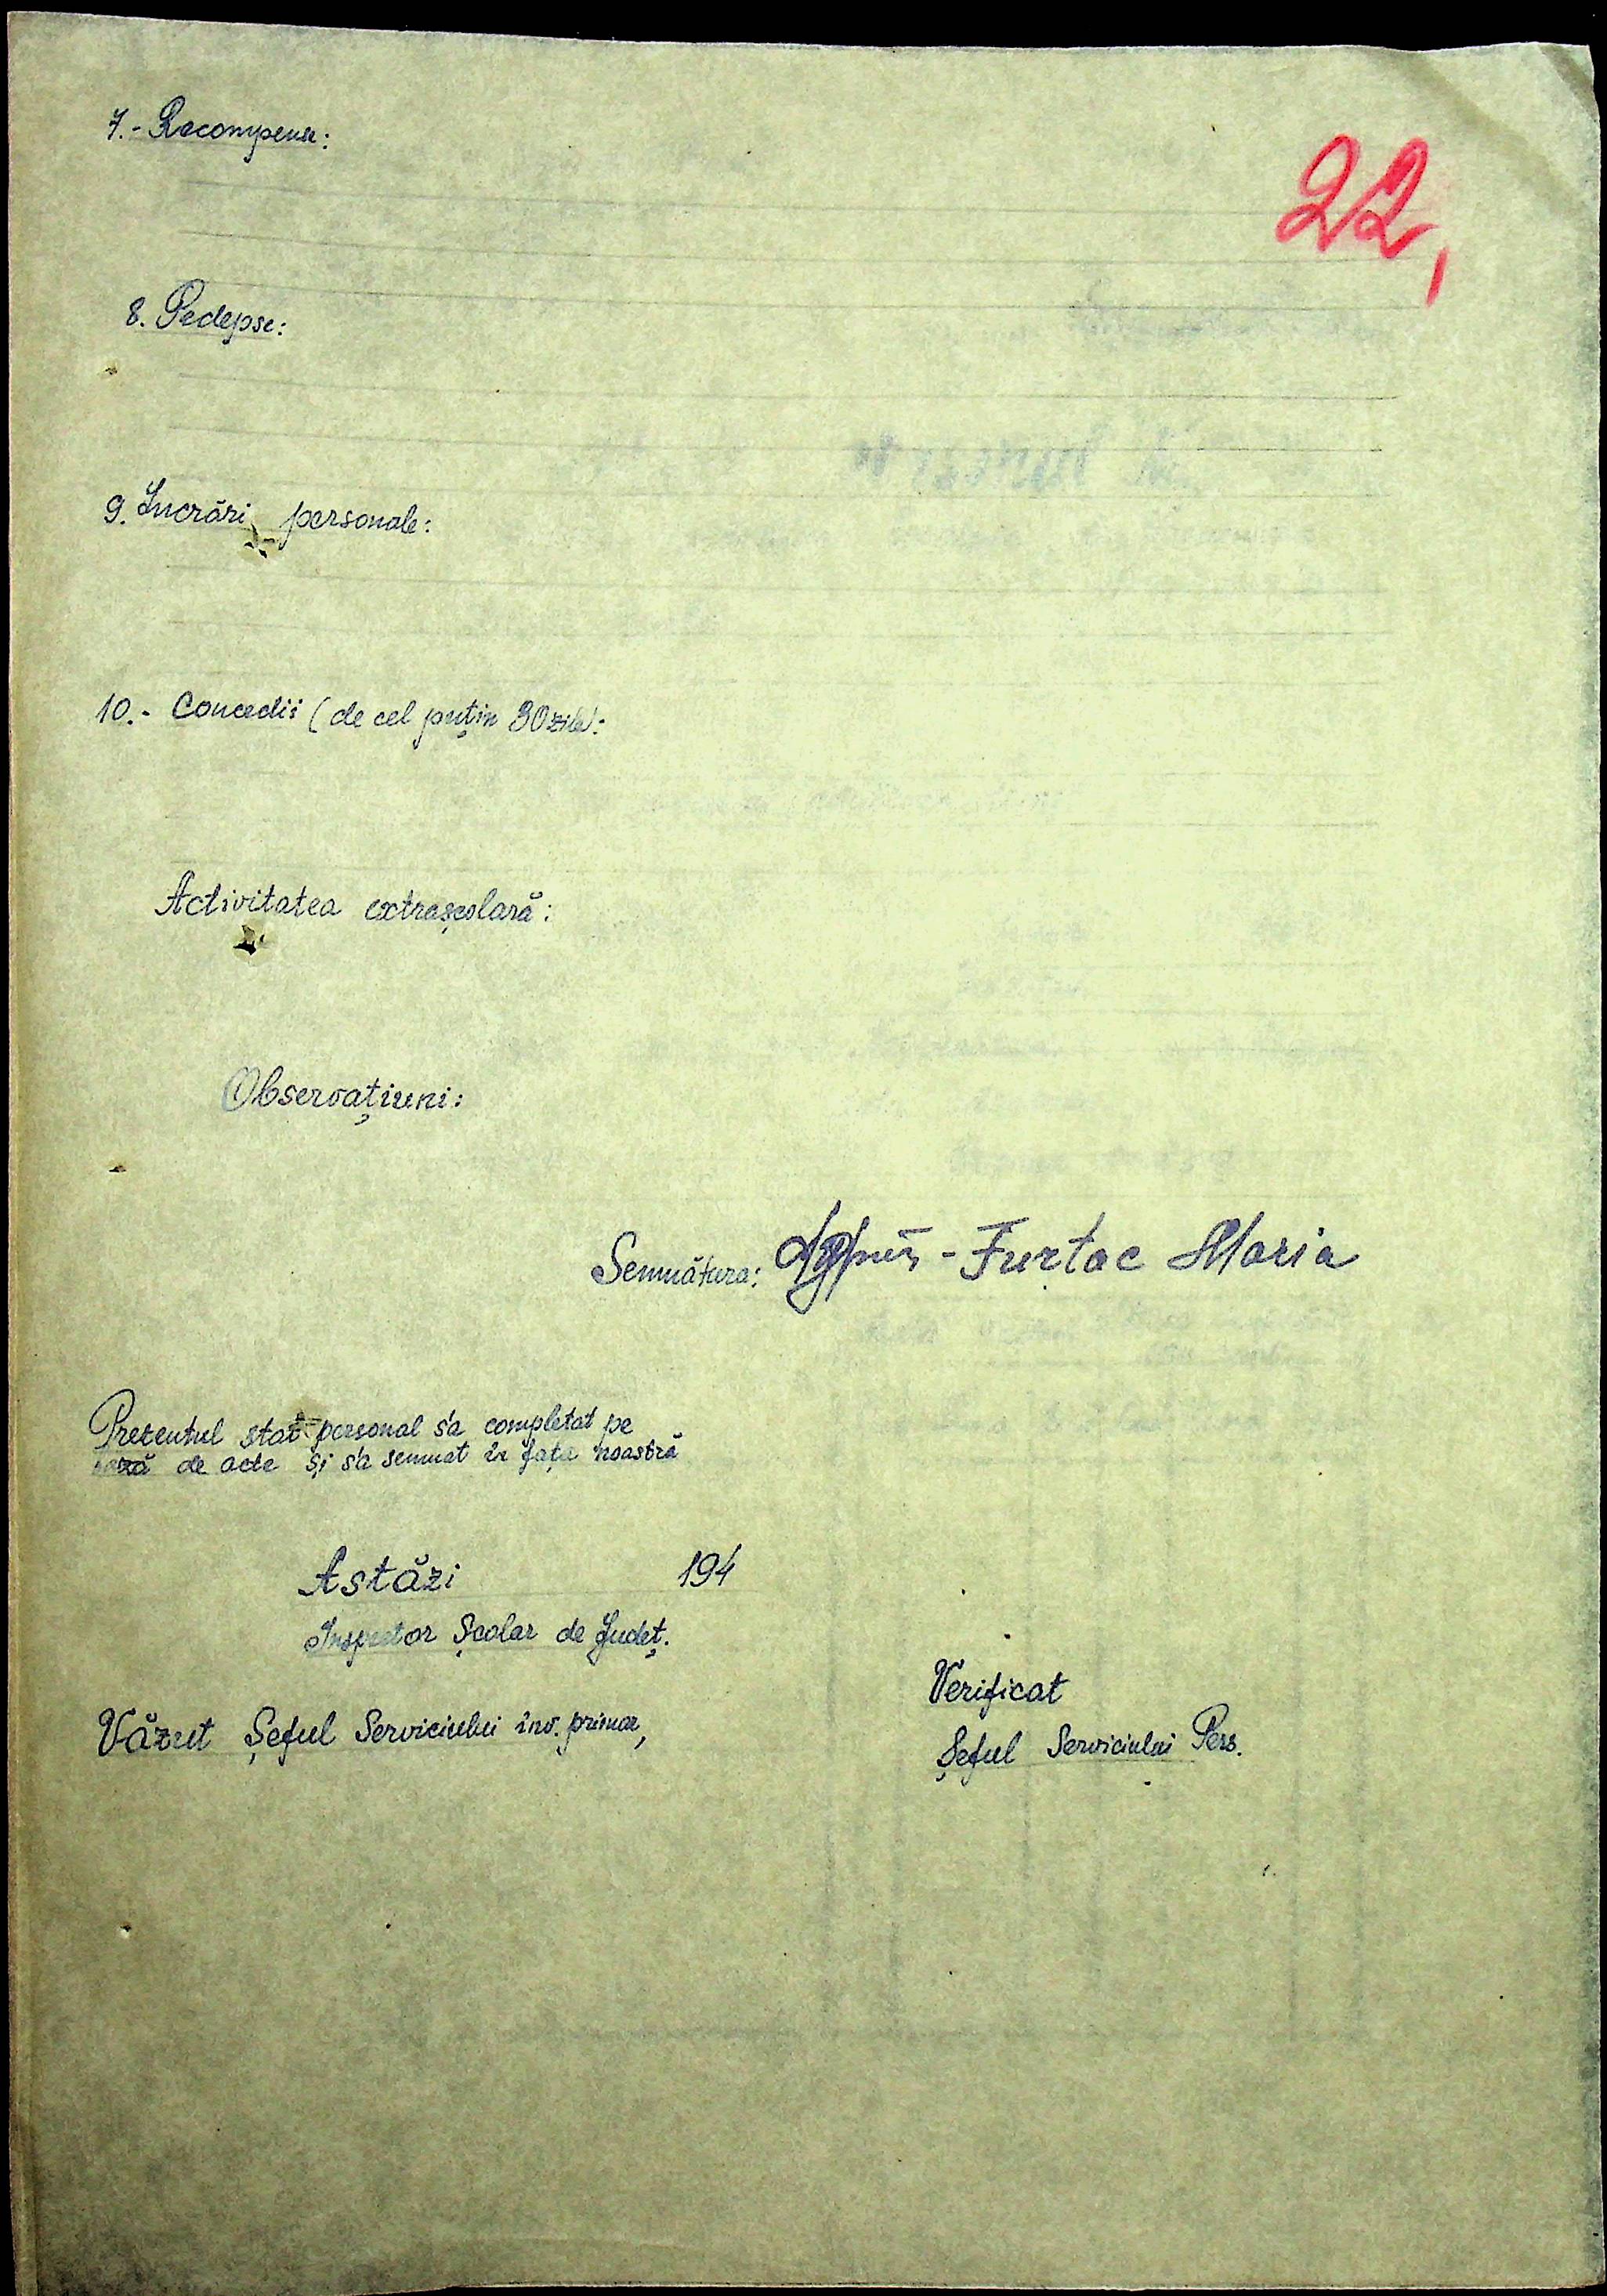 7.- Recompense:
22,
8. Pedepse:
9. Lucrări personale:
10.- Concedii (de cel puțin 30 zile):
Activitatea extrașcolară:
Observațiuni:
Semnătura: - Furtac Maria
Prezentul stat personal s'a completat pe
bază de acte și s'a semnat în fața noastră
Astăzi 194
Inspector Școlar de Județ.
Verificat
Văzut Șeful Serviciului înv. primar,
Șeful Serviciului Pers.